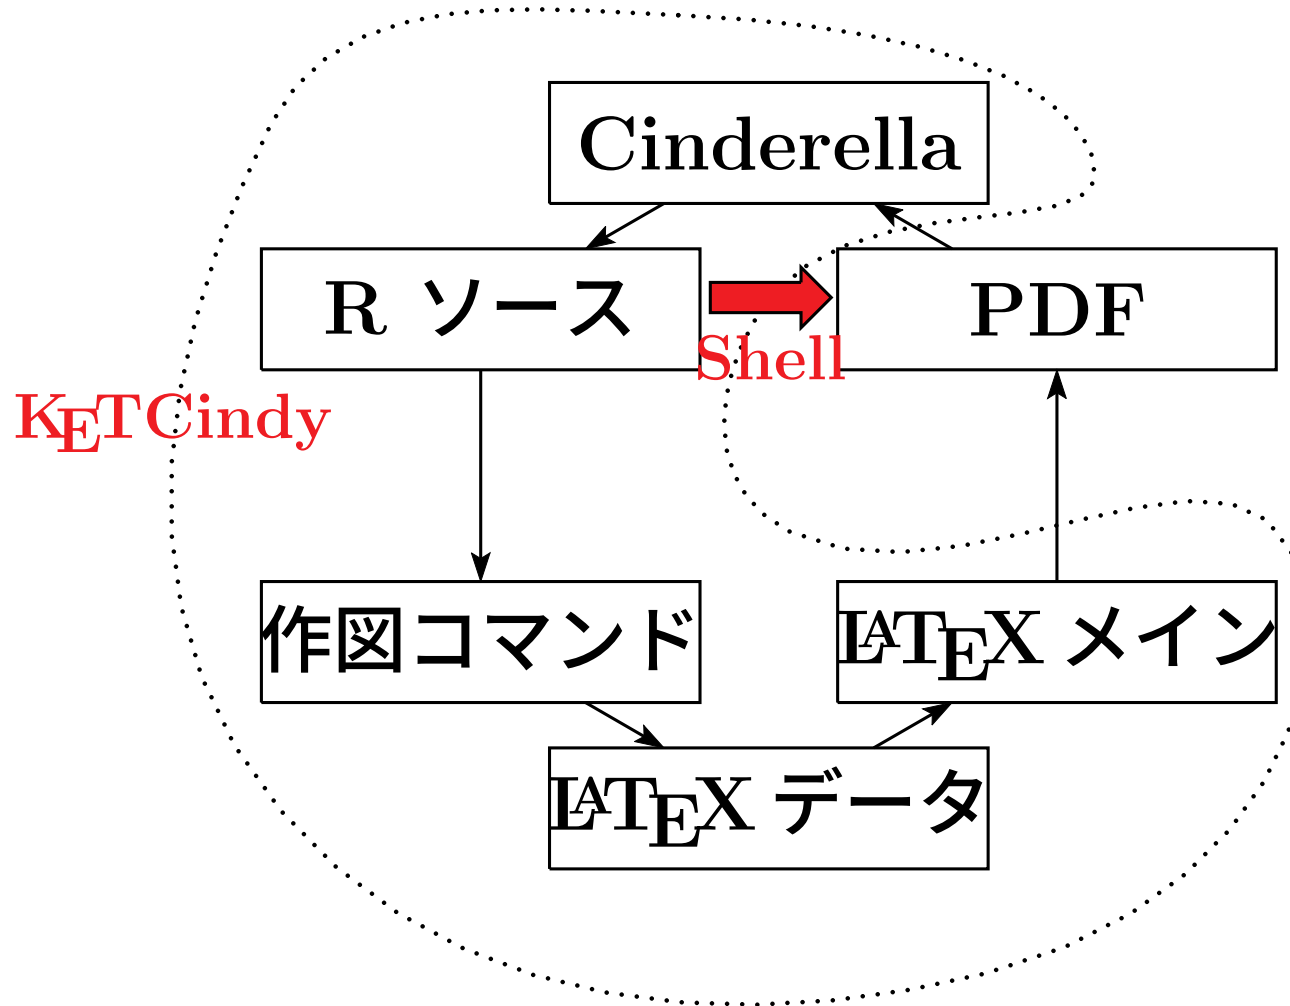 Cinderella
R ソース
PDF
Shell
KETCindy
作図コマンド
LATEX メイン
LATEX データ